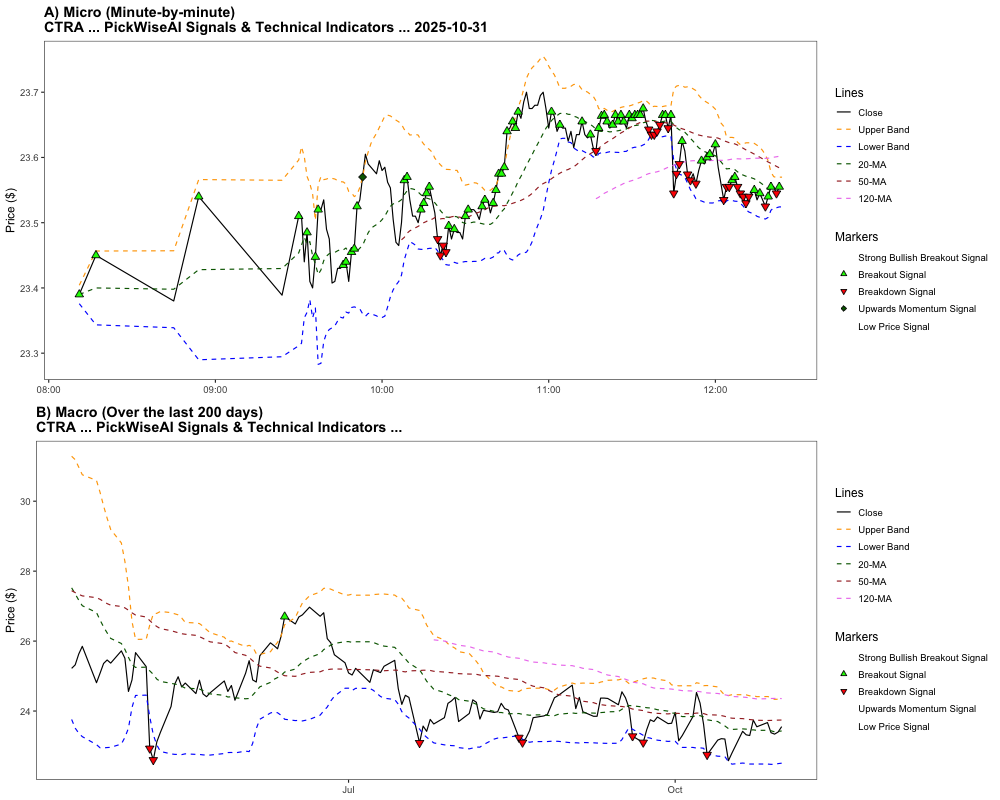 A) Micro (Minute-by-minute)
CTRA ... PickWiseAI Signals & Technical Indicators ... 2025-10-31
Price ($)
23.7
23.6
23.5
23.4
23.3
08:00
09:00
10:00
11:00
12:00
Lines
Close
Upper Band
Lower Band
20-MA
50-MA
120-MA
Markers
Strong Bullish Breakout Signal
Breakout Signal
Breakdown Signal
Upwards Momentum Signal
Low Price Signal
B) Macro (Over the last 200 days)
CTRA ... PickWiseAI Signals & Technical Indicators ...
Price ($)
30
28
26
24
Jul
Oct
Lines
Close
Upper Band
Lower Band
20-MA
50-MA
120-MA
Markers
Strong Bullish Breakout Signal
Breakout Signal
Breakdown Signal
Upwards Momentum Signal
Low Price Signal